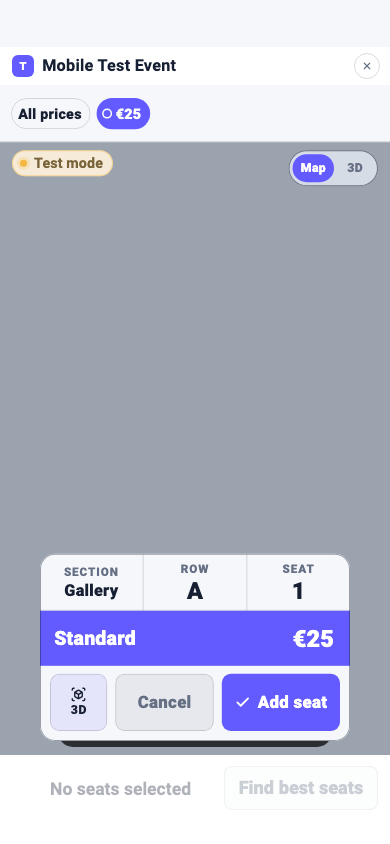 T Mobile Test Event
All prices €25
Test mode
Map 3D
SECTION ROW SEAT
Gallery A 1
Standard €25
3D Cancel Add seat
No seats selected Find best seats